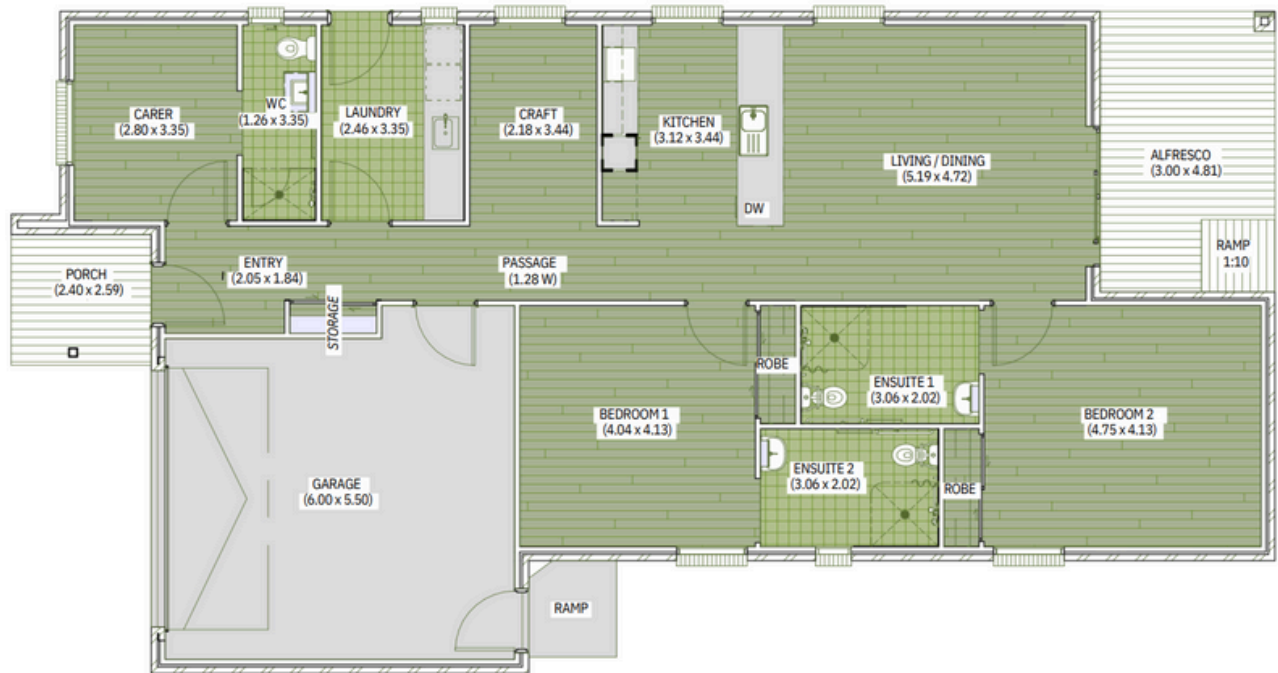 CARER
(2.80 x 3.35)
WC
(1.26 x 3.35)
LAUNDRY
(2.46 x 3.35)
CRAFT
(2.18 x 3.44)
KITCHEN
(3.12 x 3.44)
DW
LIVING / DINING
(5.19 x 4.72)
ALFRESCO
(3.00 x 4.81)
RAMP
1:10
PORCH
(2.40 x 2.59)
ENTRY
(2.05 x 1.84)
PASSAGE
(1.28 W)
STORAGE
ROBE
ENSUITE 1
(3.06 x 2.02)
BEDROOM 1
(4.04 x 4.13)
BEDROOM 2
(4.75 x 4.13)
ENSUITE 2
(3.06 x 2.02)
ROBE
GARAGE
(6.00 x 5.50)
RAMP